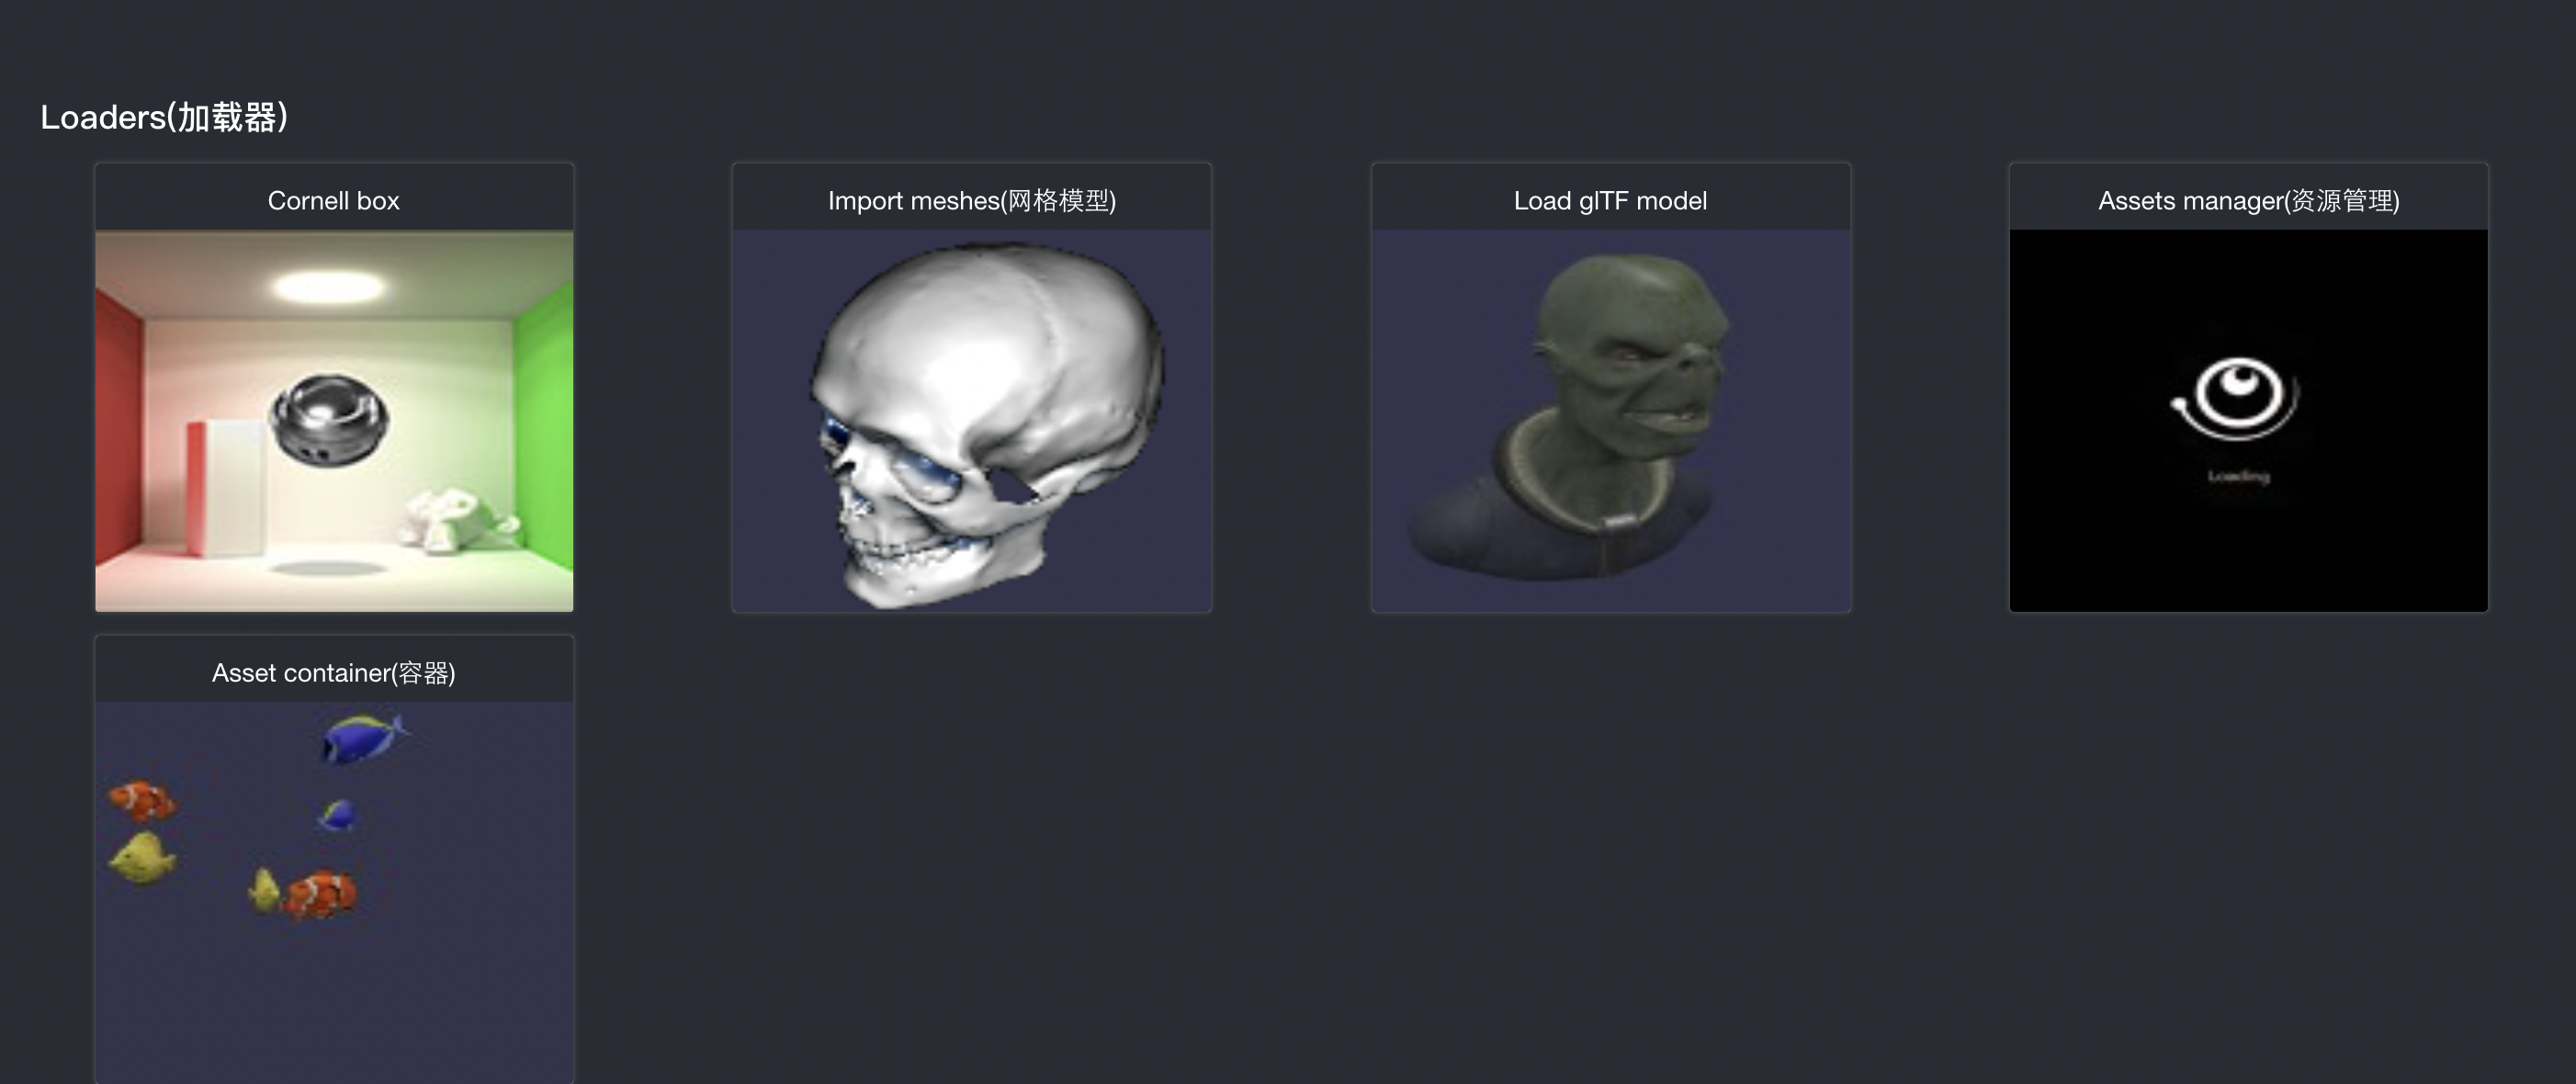 Loaders(加载器)
Cornell box
Import meshes(网格模型)
Load glTF model
Assets manager(资源管理)
Loading
Asset container(容器)